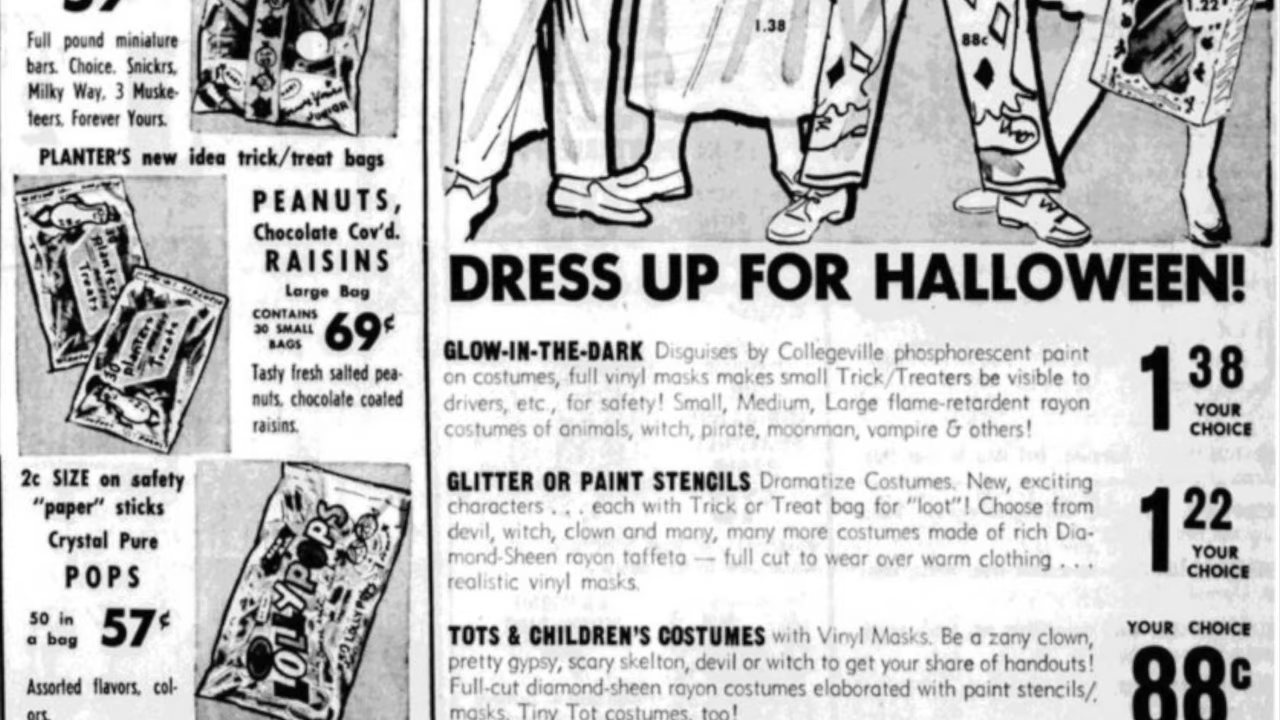 Full pound miniature
bars. Choice. Snickrs,
Milky Way, 3 Muske-
teers, Forever Yours.
PLANTER'S new idea trick/treat bags
PEANUTS,
Chocolate Cov'd.
RAISINS
Large Bag
CONTAINS
30 SMALL
BAGS
69¢
Tasty fresh salted pea-
nuts, chocolate coated
raisins.
Planters
Treats
30
Planters
Treats
2c SIZE on safety
"paper" sticks
Crystal Pure
POPS
50 in
a bag
57¢
Assorted flavors, col-
ors.
LOLLYPOPS
1.38
88c
1.22
DRESS UP FOR HALLOWEEN!
GLOW-IN-THE-DARK Disguises by Collegeville phosphorescent paint
on costumes, full vinyl masks makes small Trick/Treaters be visible to
drivers, etc., for safety! Small, Medium, Large flame-retardent rayon
costumes of animals, witch, pirate, moonman, vampire & others!
1 38
YOUR
CHOICE
GLITTER OR PAINT STENCILS Dramatize Costumes. New, exciting
characters . . . each with Trick or Treat bag for "loot"! Choose from
devil, witch, clown and many, many more costumes made of rich Dia-
mond-Sheen rayon taffeta — full cut to wear over warm clothing . . .
realistic vinyl masks.
1 22
YOUR
CHOICE
TOTS & CHILDREN'S COSTUMES with Vinyl Masks. Be a zany clown,
pretty gypsy, scary skelton, devil or witch to get your share of handouts!
Full-cut diamond-sheen rayon costumes elaborated with paint stencils/
masks. Tiny Tot costumes, too!
YOUR CHOICE
88c